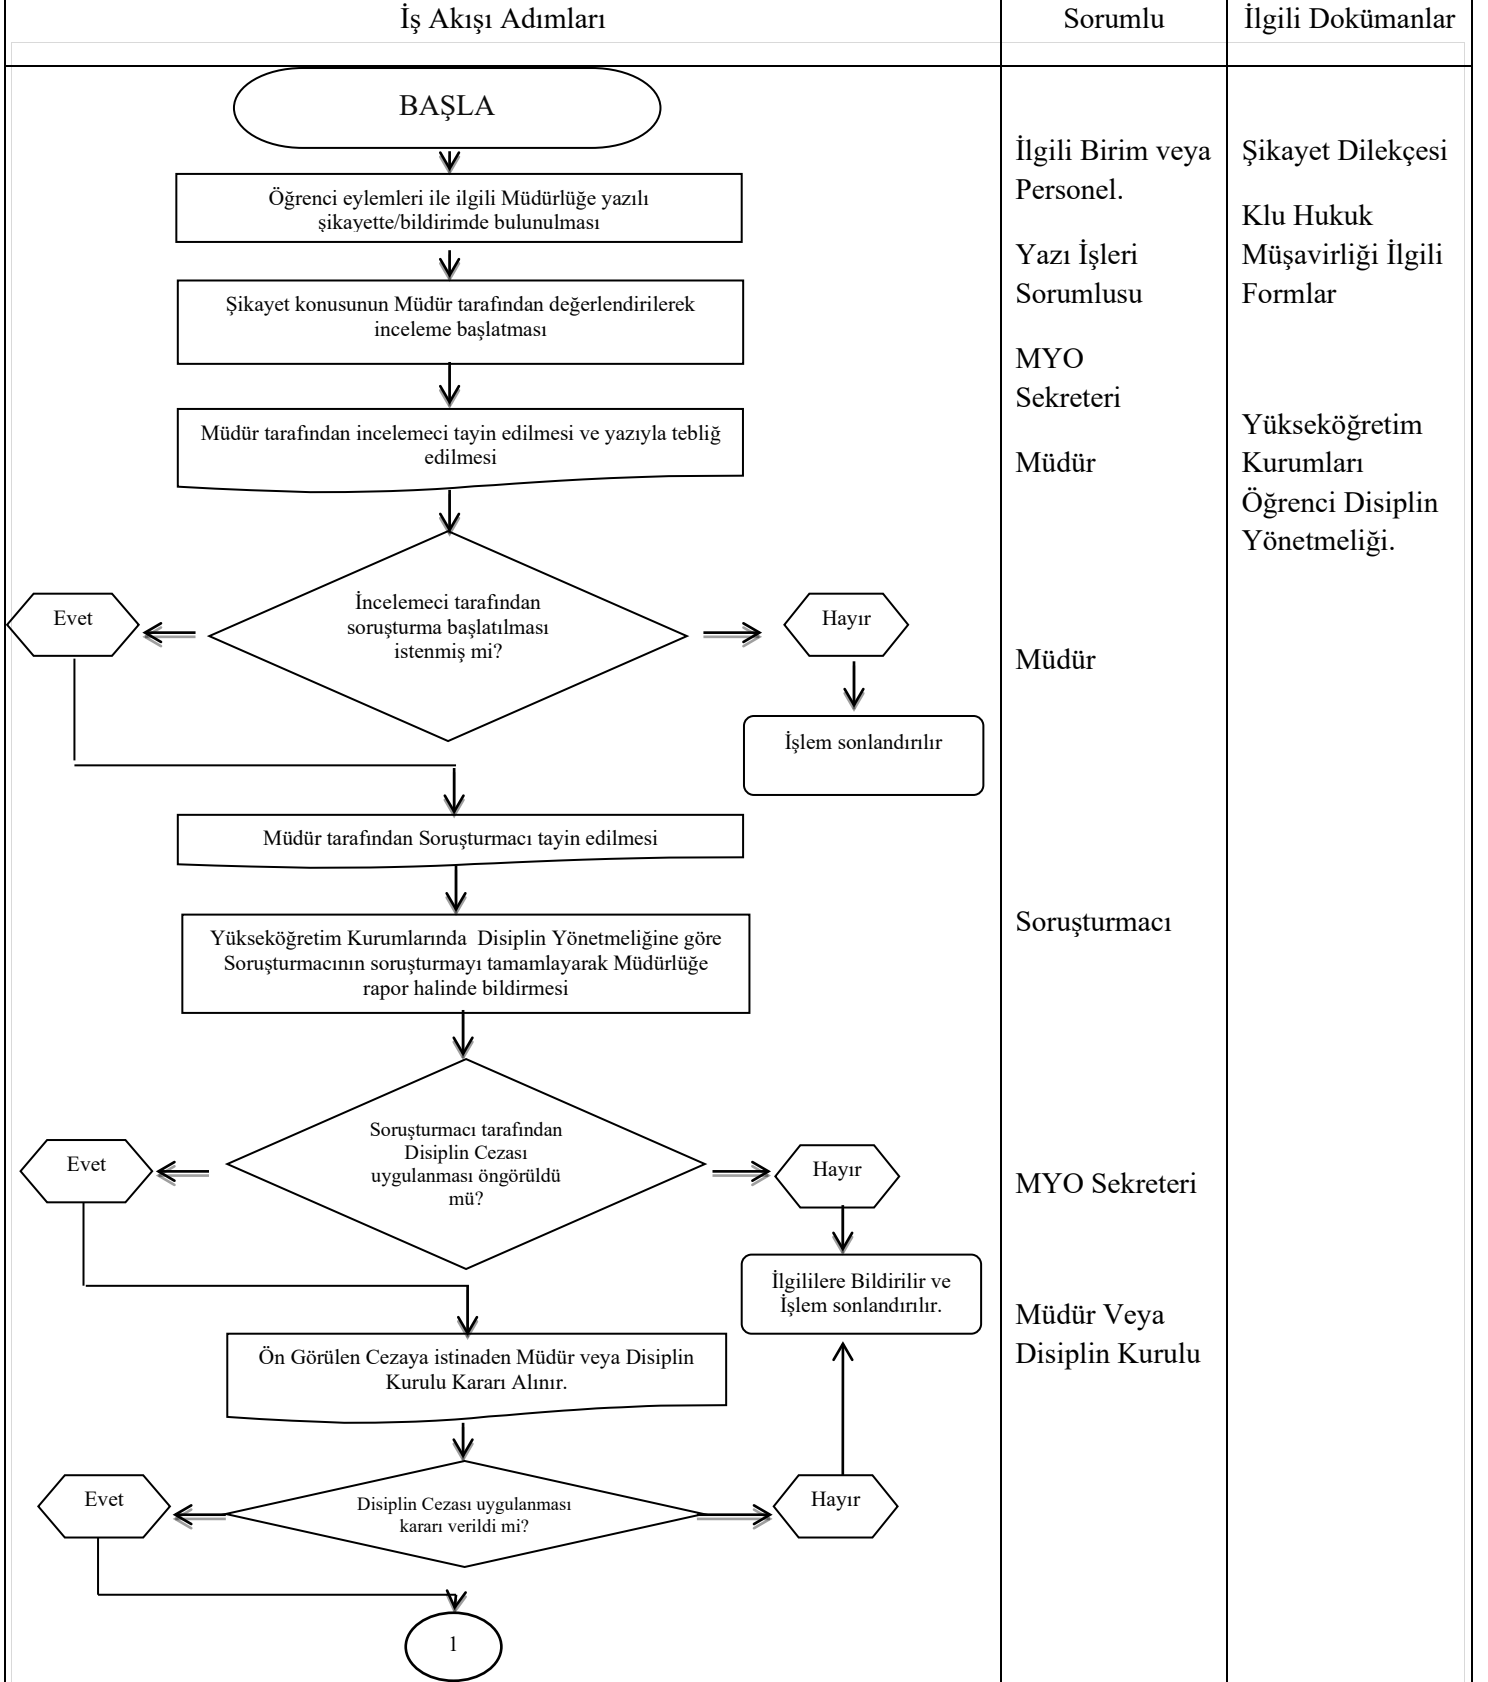 İş Akışı Adımları
Sorumlu
İlgili Dokümanlar
BAŞLA
Öğrenci eylemleri ile ilgili Müdürlüğe yazılı
şikayette/bildirimde bulunulması
Şikayet konusunun Müdür tarafından değerlendirilerek
inceleme başlatması
Müdür tarafından incelemeci tayin edilmesi ve yazıyla tebliğ
edilmesi
İncelemeci tarafından
soruşturma başlatılması
istenmiş mi?
Evet
Hayır
İşlem sonlandırılır
Müdür tarafından Soruşturmacı tayin edilmesi
Yükseköğretim Kurumlarında  Disiplin Yönetmeliğine göre
Soruşturmacının soruşturmayı tamamlayarak Müdürlüğe
rapor halinde bildirmesi
Soruşturmacı tarafından
Disiplin Cezası
uygulanması öngörüldü
mü?
Evet
Hayır
İlgililere Bildirilir ve
İşlem sonlandırılır.
Ön Görülen Cezaya istinaden Müdür veya Disiplin
Kurulu Kararı Alınır.
Disiplin Cezası uygulanması
kararı verildi mi?
Evet
Hayır
1
İlgili Birim veya
Personel.
Yazı İşleri
Sorumlusu
MYO
Sekreteri
Müdür
Müdür
Soruşturmacı
MYO Sekreteri
Müdür Veya
Disiplin Kurulu
Şikayet Dilekçesi
Klu Hukuk
Müşavirliği İlgili
Formlar
Yükseköğretim
Kurumları
Öğrenci Disiplin
Yönetmeliği.